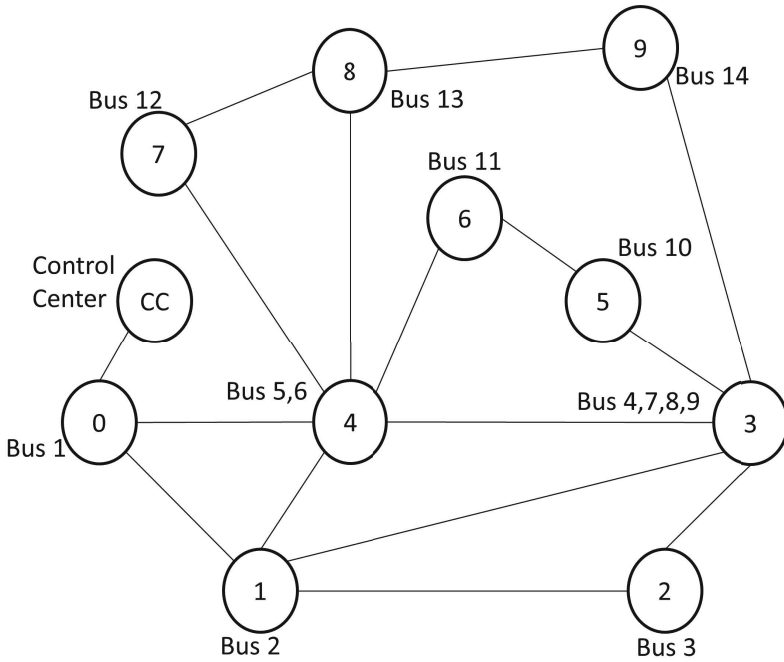 9
8
Bus 14
Bus 12
Bus 13
7
Bus 11
6
Bus 10
Control
Center
CC
5
Bus 5,6
Bus 4,7,8,9
0
4
3
Bus 1
1
2
Bus 2
Bus 3